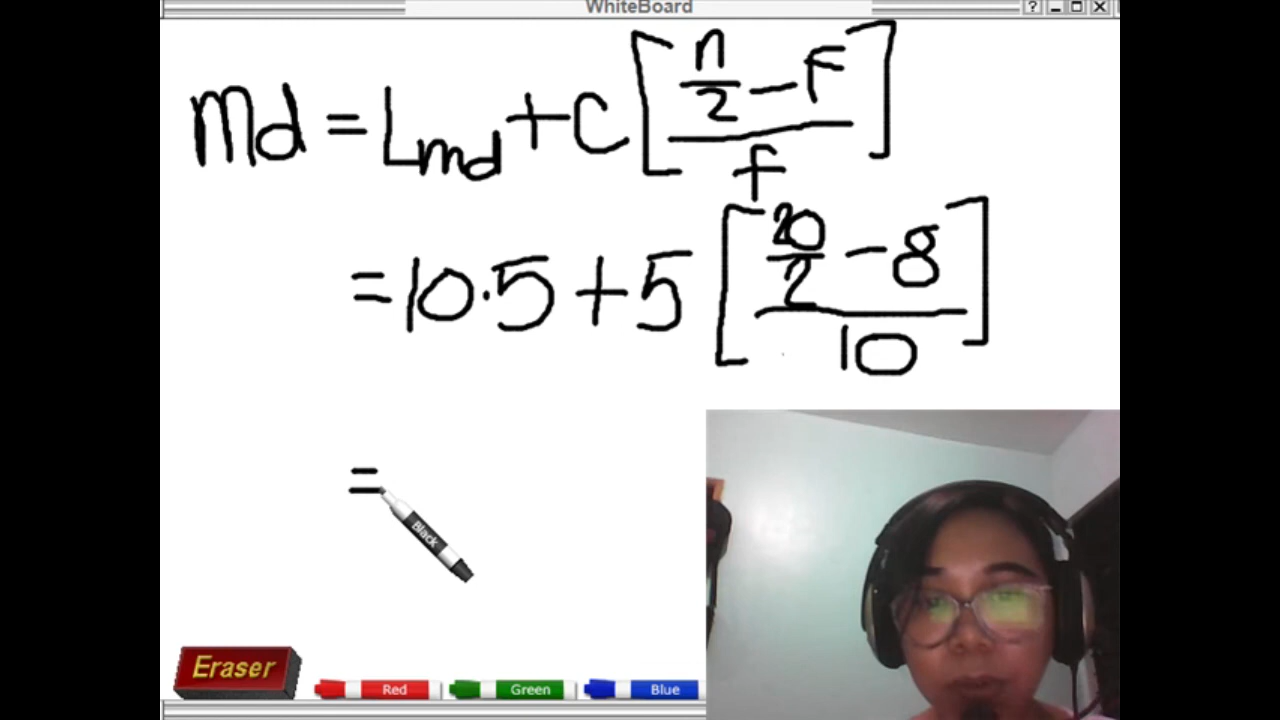 WhiteBoard
Md = Lmd + C [ n/2 - F / f ]
= 10.5 + 5 [ 20/2 - 8 / 10 ]
=
Black
Eraser
Red Green Blue